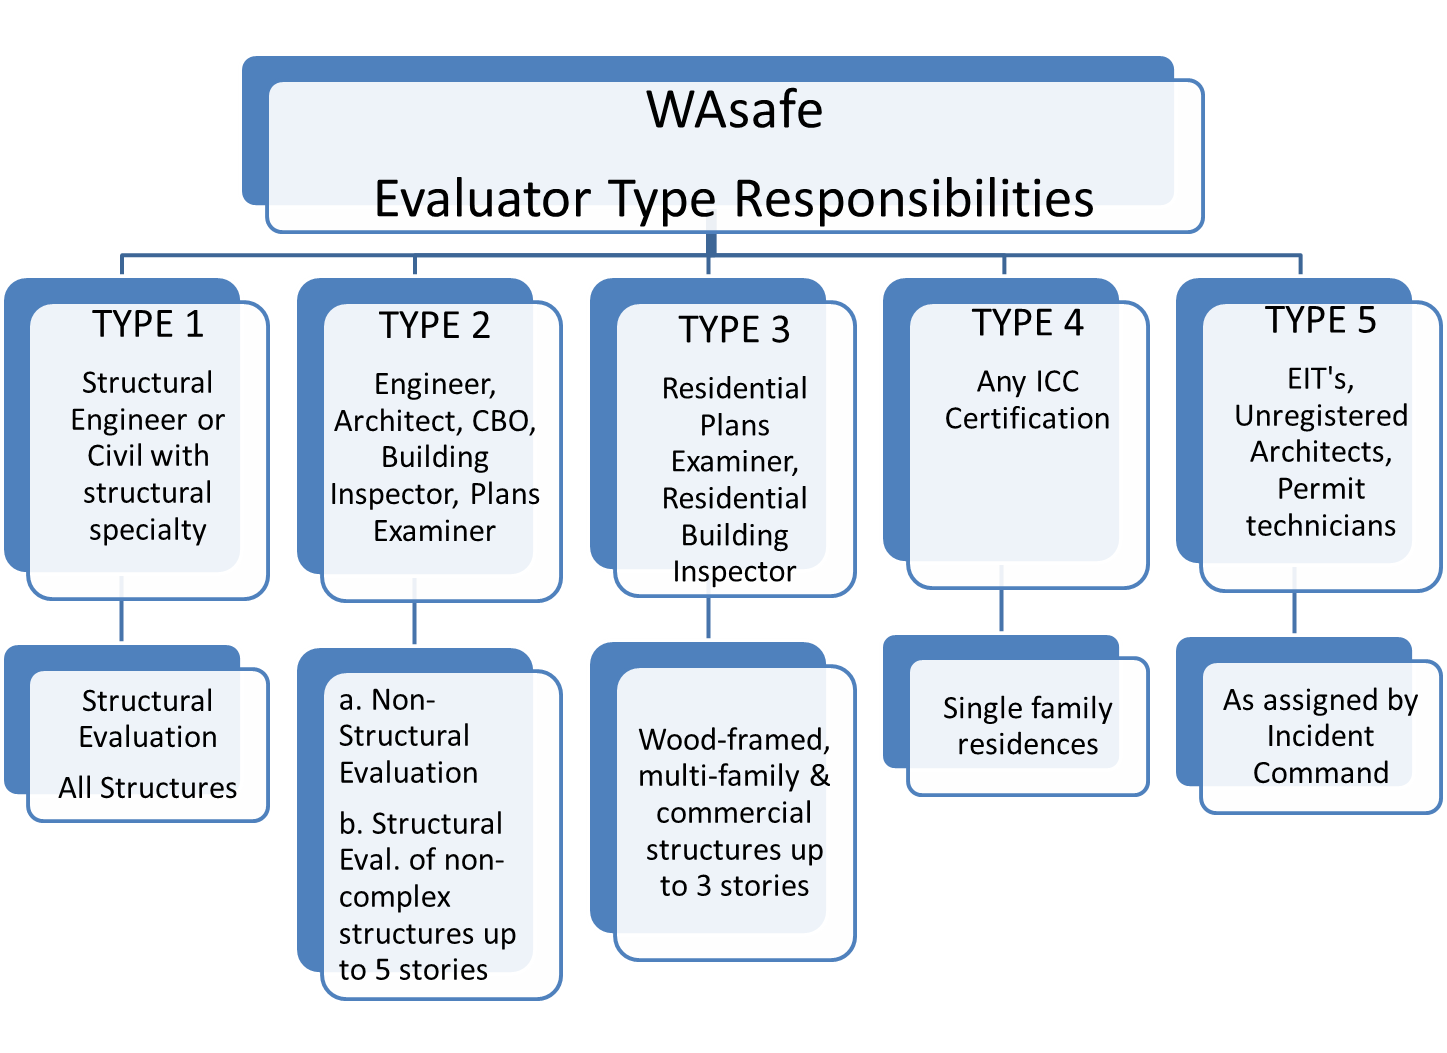 WAsafe
Evaluator Type Responsibilities
TYPE 1
Structural
Engineer or
Civil with
structural
specialty
TYPE 2
Engineer,
Architect, CBO,
Building
Inspector, Plans
Examiner
TYPE 3
Residential
Plans
Examiner,
Residential
Building
Inspector
TYPE 4
Any ICC
Certification
TYPE 5
EIT's,
Unregistered
Architects,
Permit
technicians
Structural
Evaluation
All Structures
a. Non-
Structural
Evaluation
b. Structural
Eval. of non-
complex
structures up
to 5 stories
Wood-framed,
multi-family &
commercial
structures up
to 3 stories
Single family
residences
As assigned by
Incident
Command